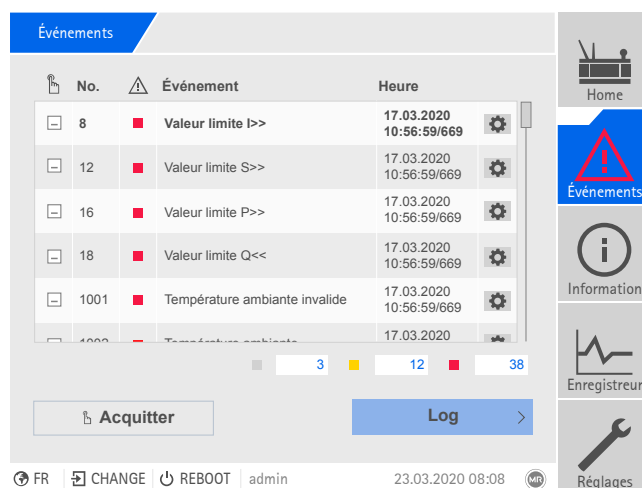 Événements
No. Événement Heure
8 Valeur limite I>> 17.03.2020
10:56:59/669
12 Valeur limite S>> 17.03.2020
10:56:59/669
16 Valeur limite P>> 17.03.2020
10:56:59/669
18 Valeur limite Q<< 17.03.2020
10:56:59/669
1001 Température ambiante invalide 17.03.2020
10:56:59/669
1002 Température ambiante 17.03.2020
3 12 38
Acquitter Log
FR CHANGE REBOOT admin 23.03.2020 08:08 MR
Home
Événements
Information
Enregistreur
Réglages